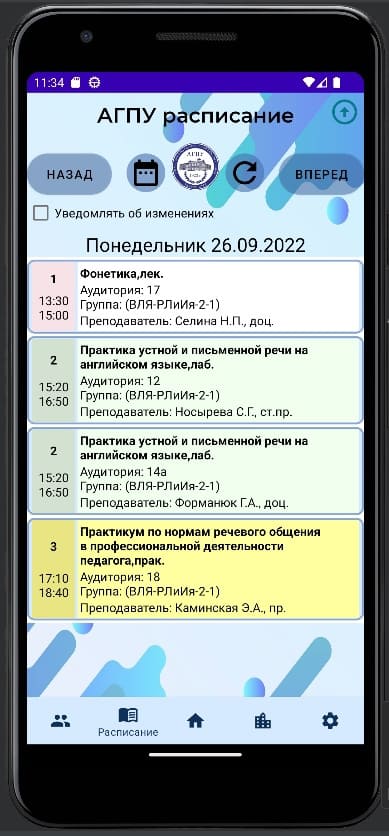 11:34
АГПУ расписание
НАЗАД
АГПУ
ВПЕРЕД
Уведомлять об изменениях
Понедельник 26.09.2022
1
13:30
15:00
Фонетика,лек.
Аудитория: 17
Группа: (ВЛЯ-РЛиИя-2-1)
Преподаватель: Селина Н.П., доц.
2
15:20
16:50
Практика устной и письменной речи на
английском языке,лаб.
Аудитория: 12
Группа: (ВЛЯ-РЛиИя-2-1)
Преподаватель: Носырева С.Г., ст.пр.
2
15:20
16:50
Практика устной и письменной речи на
английском языке,лаб.
Аудитория: 14а
Группа: (ВЛЯ-РЛиИя-2-1)
Преподаватель: Форманюк Г.А., доц.
3
17:10
18:40
Практикум по нормам речевого общения
в профессиональной деятельности
педагога,прак.
Аудитория: 18
Группа: (ВЛЯ-РЛиИя-2-1)
Преподаватель: Каминская Э.А., пр.
Расписание